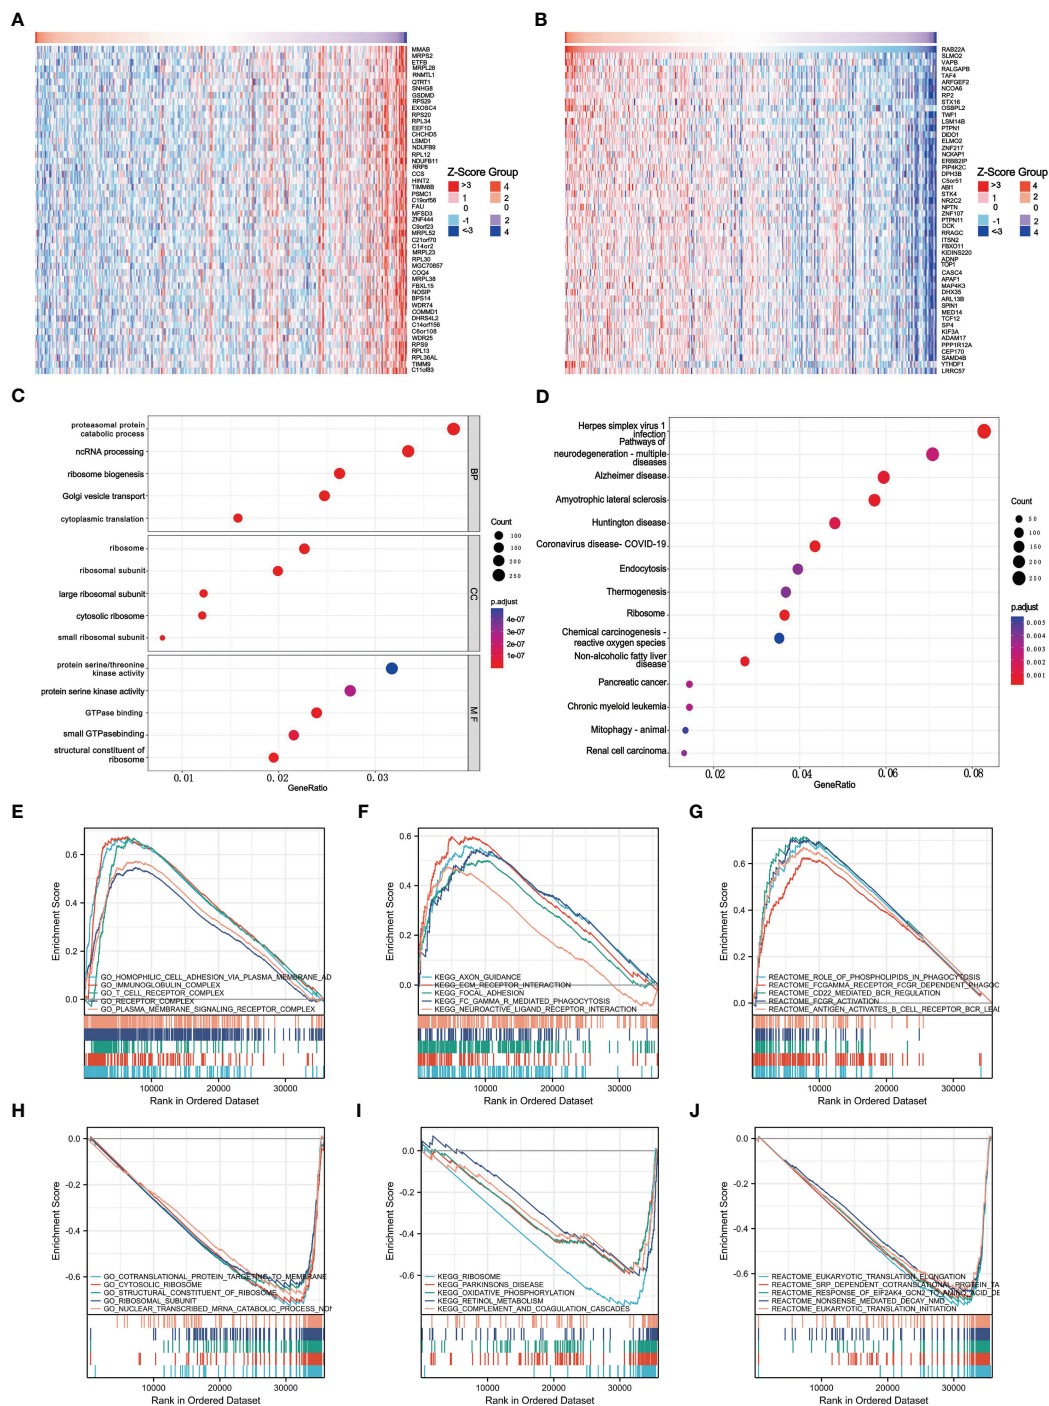 A
MMAB
MRPS2
ETFB
MRPL28
RNMTL1
QTRT1
SNHG8
GSDMD
RPS29
EXOSC4
RPS20
RPL34
EEF1D
CHCHD5
LSMD1
NDUFB9
RPL12
NDUFB11
RRP8
CCS
HINT2
TIMM8B
PSMC1
C19orf56
FAU
MFSD3
ZNF444
C9orf23
MRPL52
C21orf70
C14orf2
MRPL23
RPL30
MGC70857
COQ4
MRPL38
FBXL15
NOSIP
BPS14
WDR74
COMMD1
DHRS4L2
C14orf156
C6or108
WDR25
RPS9
RPL13
RPL36AL
TIMM9
C11of83
Z-Score Group
>3 4
1 2
0 0
-1 2
<-3 4
B
RAB22A
SLMO2
VAPB
RALGAPB
TAF4
ARFGEF2
NCOA6
RP2
STX16
OSBPL2
TWF1
LSM14B
PTPN1
DIDO1
ELMO2
ZNF217
NCKAP1
ERBB2IP
PIP4K2C
DPH3B
C5or51
ABI1
STK4
NR2C2
NPTN
ZNF107
PTPN11
DCK
RRAGC
ITSN2
FBXO11
KIDINS220
ADNP
TOP1
CASC4
APAF1
MAP4K3
DHX35
ARL13B
SPIN1
MED14
TCF12
SP4
KIF3A
ADAM17
PPP1R12A
CEP170
SAMD4B
YTHDF1
LRRC57
Z-Score Group
>3 4
1 2
0 0
-1 2
<-3 4
C
proteasomal protein
catabolic process
ncRNA processing
ribosome biogenesis
Golgi vesicle transport
cytoplasmic translation
BP
ribosome
ribosomal subunit
large ribosomal subunit
cytosolic ribosome
small ribosomal subunit
CC
protein serine/threonine
kinase activity
protein serine kinase activity
GTPase binding
small GTPasebinding
structural constituent of
ribosome
MF
0.01 0.02 0.03
GeneRatio
Count
100
150
200
250
p.adjust
4e-07
3e-07
2e-07
1e-07
D
Herpes simplex virus 1
infection
Pathways of
neurodegeneration - multiple
diseases
Alzheimer disease
Amyotrophic lateral sclerosis
Huntington disease
Coronavirus disease- COVID-19
Endocytosis
Thermogenesis
Ribosome
Chemical carcinogenesis -
reactive oxygen species
Non-alcoholic fatty liver
disease
Pancreatic cancer
Chronic myeloid leukemia
Mitophagy - animal
Renal cell carcinoma
0.02 0.04 0.06 0.08
GeneRatio
Count
50
100
150
200
200
p.adjust
0.005
0.004
0.003
0.002
0.001
E
Enrichment Score
0.6
0.4
0.2
0.0
GO_HOMOPHILIC_CELL_ADHESION_VIA_PLASMA_MEMBRANE_AD
GO_IMMUNOGLOBULIN_COMPLEX
GO_T_CELL_RECEPTOR_COMPLEX
GO_RECEPTOR_COMPLEX
GO_PLASMA_MEMBRANE_SIGNALING_RECEPTOR_COMPLEX
10000 20000 30000
Rank in Ordered Dataset
F
Enrichment Score
0.6
0.4
0.2
0.0
KEGG_AXON_GUIDANCE
KEGG_ECM_RECEPTOR_INTERACTION
KEGG_FOCAL_ADHESION
KEGG_FC_GAMMA_R_MEDIATED_PHAGOCYTOSIS
KEGG_NEUROACTIVE_LIGAND_RECEPTOR_INTERACTION
10000 20000 30000
Rank in Ordered Dataset
G
Enrichment Score
0.6
0.4
0.2
0.0
REACTOME_ROLE_OF_PHOSPHOLIPIDS_IN_PHAGOCYTOSIS
REACTOME_FCGAMMA_RECEPTOR_FCGR_DEPENDENT_PHAGOC
REACTOME_CD22_MEDIATED_BCR_REGULATION
REACTOME_FCGR_ACTIVATION
REACTOME_ANTIGEN_ACTIVATES_B_CELL_RECEPTOR_BCR_LEAD
10000 20000 30000
Rank in Ordered Dataset
H
Enrichment Score
0.0
-0.2
-0.4
-0.6
GO_COTRANSLATIONAL_PROTEIN_TARGETING_TO_MEMBRANE
GO_CYTOSOLIC_RIBOSOME
GO_STRUCTURAL_CONSTITUENT_OF_RIBOSOME
GO_RIBOSOMAL_SUBUNIT
GO_NUCLEAR_TRANSCRIBED_MRNA_CATABOLIC_PROCESS_NON
10000 20000 30000
Rank in Ordered Dataset
I
Enrichment Score
0.0
-0.2
-0.4
-0.6
KEGG_RIBOSOME
KEGG_PARKINSONS_DISEASE
KEGG_OXIDATIVE_PHOSPHORYLATION
KEGG_RETINOL_METABOLISM
KEGG_COMPLEMENT_AND_COAGULATION_CASCADES
10000 20000 30000
Rank in Ordered Dataset
J
Enrichment Score
0.0
-0.2
-0.4
-0.6
REACTOME_EUKARYOTIC_TRANSLATION_ELONGATION
REACTOME_SRP_DEPENDENT_COTRANSLATIONAL_PROTEIN_TA
REACTOME_RESPONSE_OF_EIF2AK4_GCN2_TO_AMINO_ACID_DE
REACTOME_NONSENSE_MEDIATED_DECAY_NMD
REACTOME_EUKARYOTIC_TRANSLATION_INITIATION
10000 20000 30000
Rank in Ordered Dataset